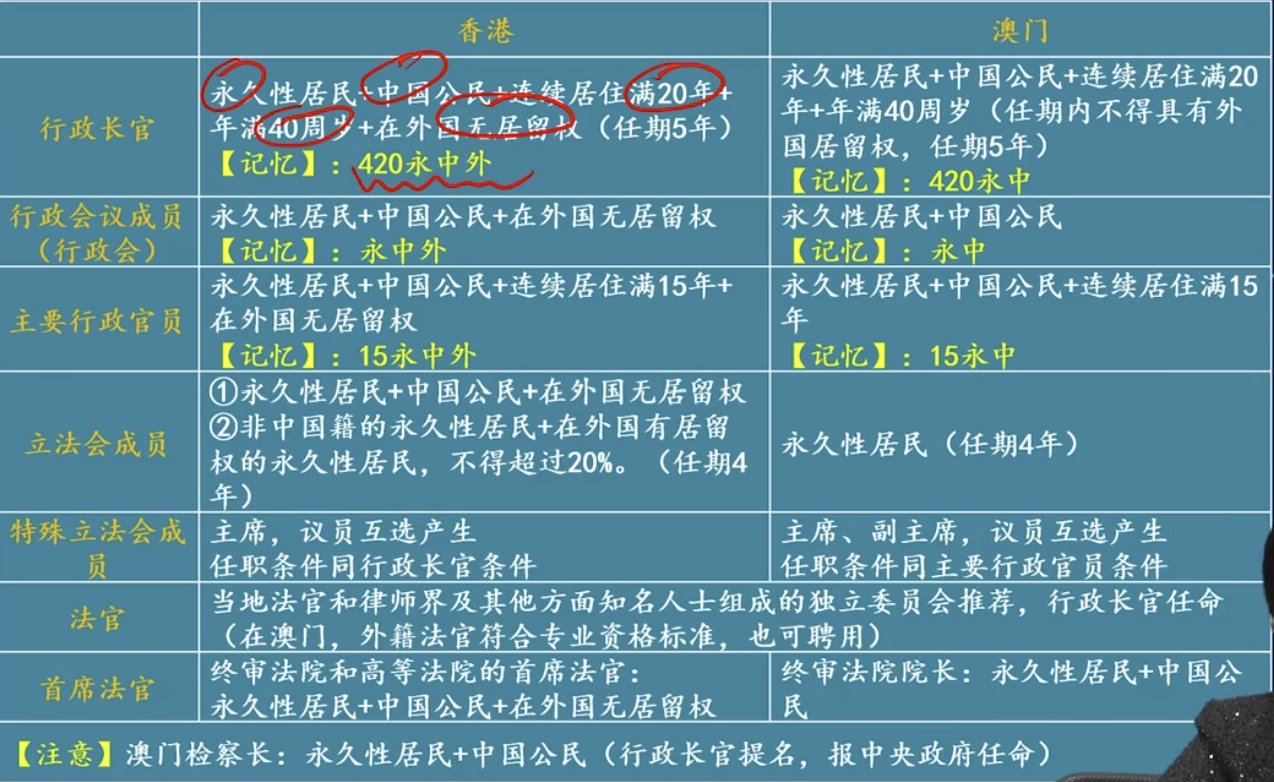 香港
澳门
行政长官
永久性居民+中国公民+连续居住满20年+
年满40周岁+在外国无居留权（任期5年）
【记忆】：420永中外
永久性居民+中国公民+连续居住满20
年+年满40周岁（任期内不得具有外
国居留权，任期5年）
【记忆】：420永中
行政会议成员
（行政会）
永久性居民+中国公民+在外国无居留权
【记忆】：永中外
永久性居民+中国公民
【记忆】：永中
主要行政官员
永久性居民+中国公民+连续居住满15年+
在外国无居留权
【记忆】：15永中外
永久性居民+中国公民+连续居住满15
年
【记忆】：15永中
立法会成员
①永久性居民+中国公民+在外国无居留权
②非中国籍的永久性居民+在外国有居留
权的永久性居民，不得超过20%。（任期4
年）
永久性居民（任期4年）
特殊立法会成
员
主席，议员互选产生
任职条件同行政长官条件
主席、副主席，议员互选产生
任职条件同主要行政官员条件
法官
当地法官和律师界及其他方面知名人士组成的独立委员会推荐，行政长官任命
（在澳门，外籍法官符合专业资格标准，也可聘用）
首席法官
终审法院和高等法院的首席法官：
永久性居民+中国公民+在外国无居留权
终审法院院长：永久性居民+中国公
民
【注意】澳门检察长：永久性居民+中国公民（行政长官提名，报中央政府任命）